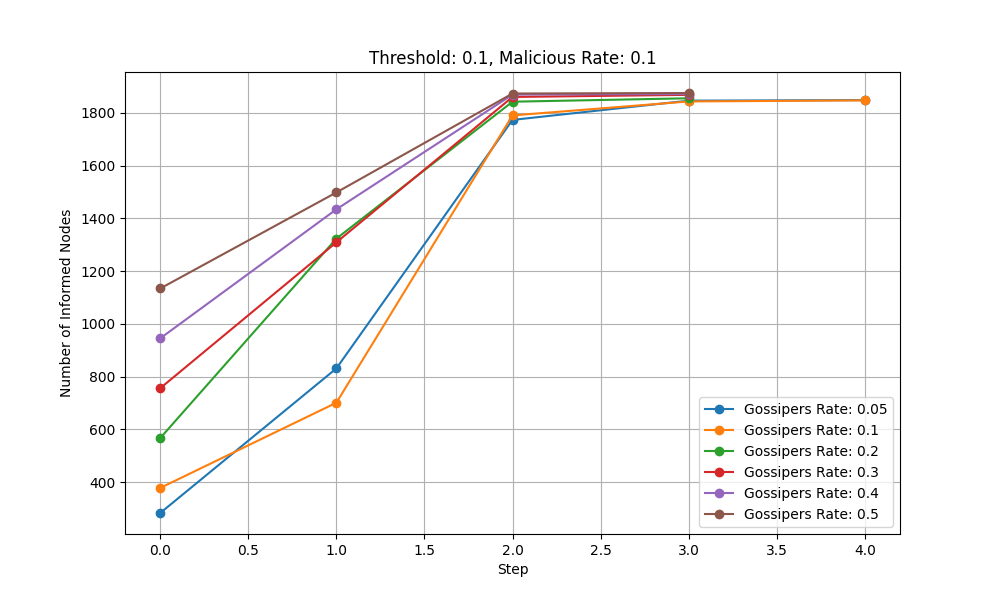 Threshold: 0.1, Malicious Rate: 0.1
Number of Informed Nodes
1800
1600
1400
1200
1000
800
600
400
0.0 0.5 1.0 1.5 2.0 2.5 3.0 3.5 4.0
Step
Gossipers Rate: 0.05
Gossipers Rate: 0.1
Gossipers Rate: 0.2
Gossipers Rate: 0.3
Gossipers Rate: 0.4
Gossipers Rate: 0.5